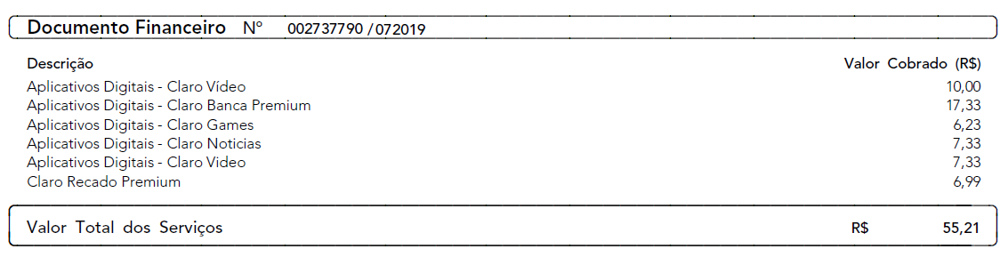 Documento Financeiro Nº 002737790 / 072019
Descrição Valor Cobrado (R$)
Aplicativos Digitais - Claro Vídeo 10,00
Aplicativos Digitais - Claro Banca Premium 17,33
Aplicativos Digitais - Claro Games 6,23
Aplicativos Digitais - Claro Noticias 7,33
Aplicativos Digitais - Claro Video 7,33
Claro Recado Premium 6,99
Valor Total dos Serviços R$ 55,21